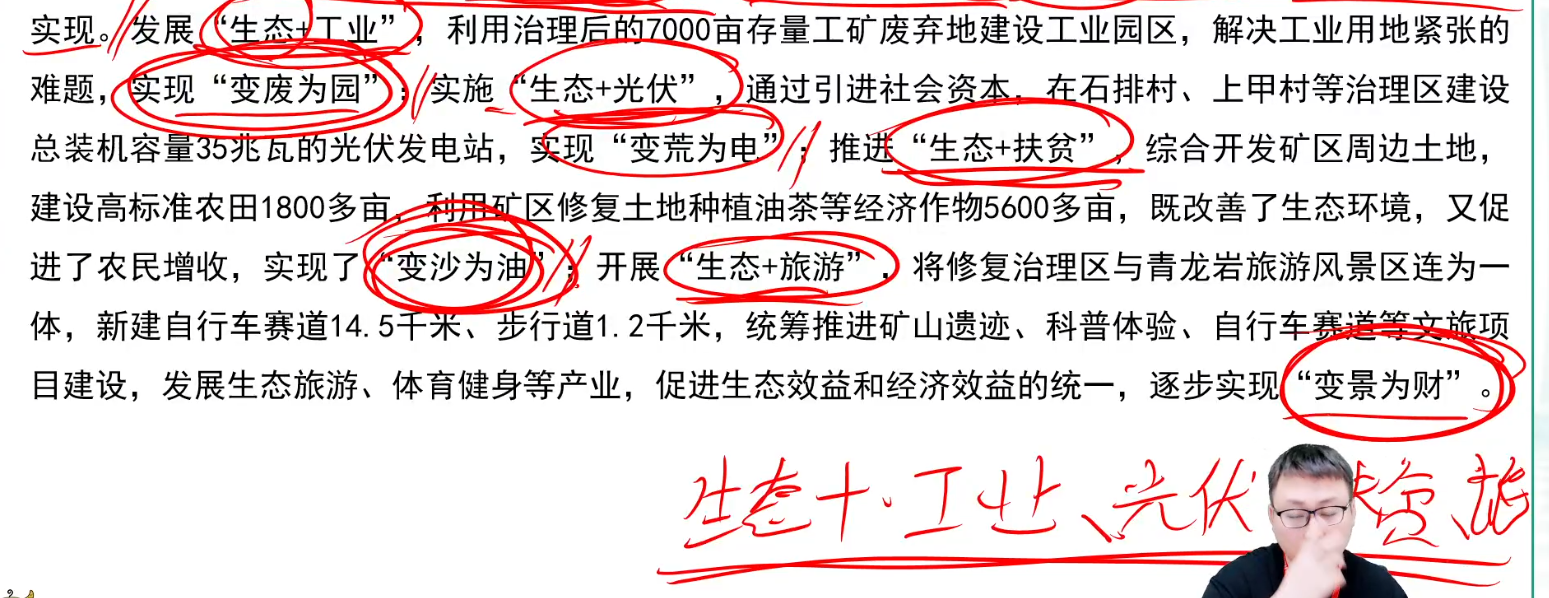 实现。发展“生态+工业”，利用治理后的7000亩存量工矿废弃地建设工业园区，解决工业用地紧张的
难题，实现“变废为园”；实施“生态+光伏”，通过引进社会资本，在石排村、上甲村等治理区建设
总装机容量35兆瓦的光伏发电站，实现“变荒为电”；推进“生态+扶贫”，综合开发矿区周边土地，
建设高标准农田1800多亩，利用矿区修复土地种植油茶等经济作物5600多亩，既改善了生态环境，又促
进了农民增收，实现了“变沙为油”；开展“生态+旅游”，将修复治理区与青龙岩旅游风景区连为一
体，新建自行车赛道14.5千米、步行道1.2千米，统筹推进矿山遗迹、科普体验、自行车赛道等文旅项
目建设，发展生态旅游、体育健身等产业，促进生态效益和经济效益的统一，逐步实现“变景为财”。
生态+·工业、光伏 贫、旅